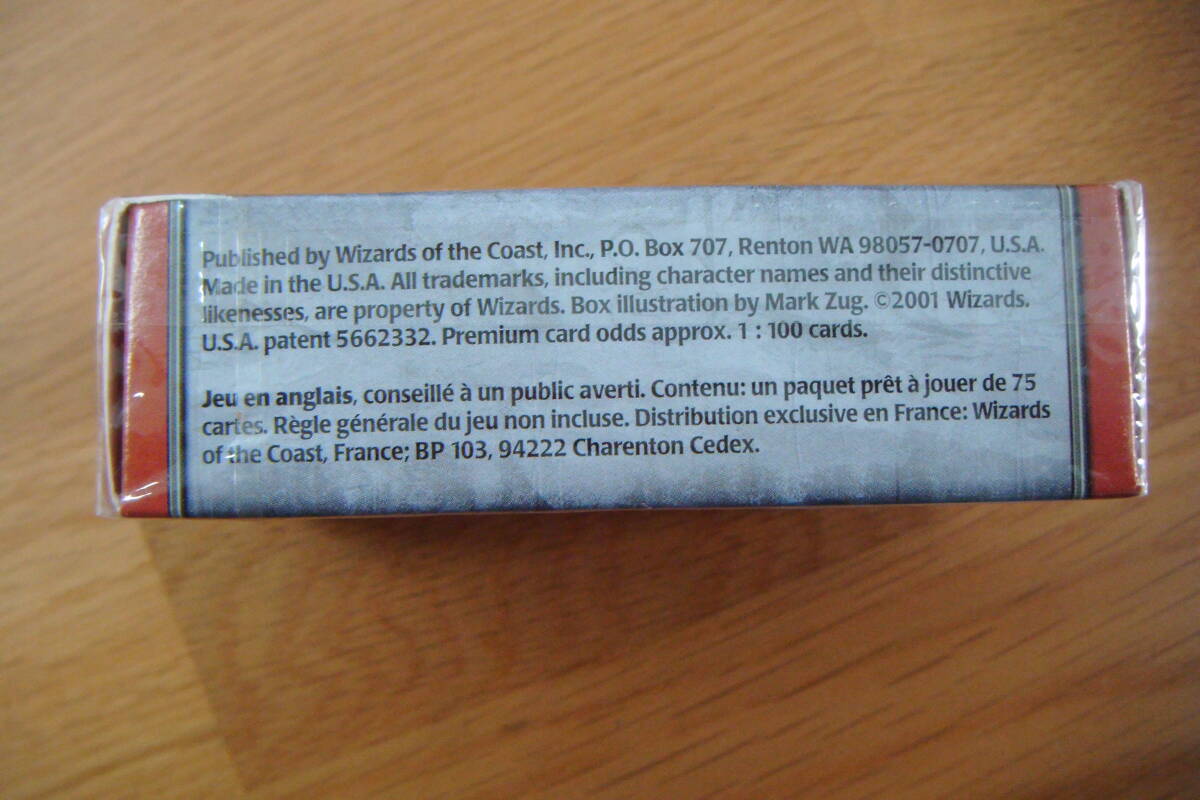 Published by Wizards of the Coast, Inc., P.O. Box 707, Renton WA 98057-0707, U.S.A.
Made in the U.S.A. All trademarks, including character names and their distinctive
likenesses, are property of Wizards. Box illustration by Mark Zug. ©2001 Wizards.
U.S.A. patent 5662332. Premium card odds approx. 1 : 100 cards.
Jeu en anglais, conseillé à un public averti. Contenu: un paquet prêt à jouer de 75
cartes. Règle générale du jeu non incluse. Distribution exclusive en France: Wizards
of the Coast, France; BP 103, 94222 Charenton Cedex.